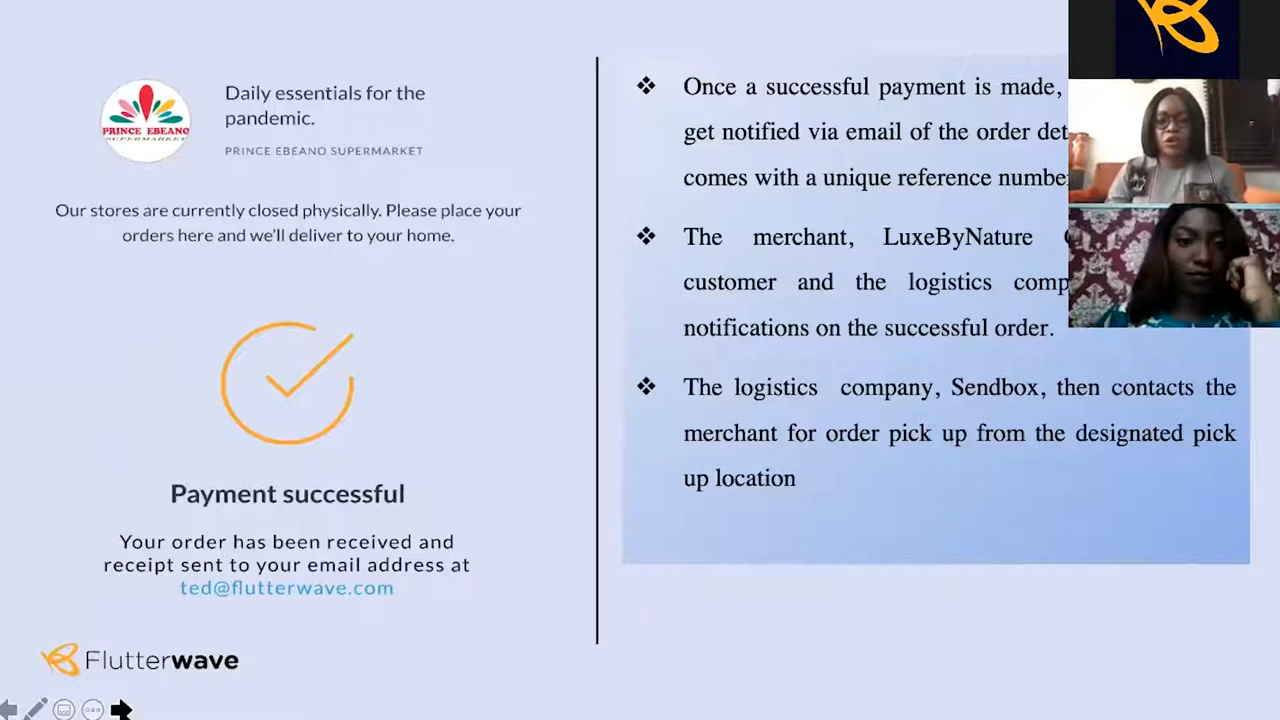 PRINCE EBEANO
SUPERMARKET
Daily essentials for the
pandemic.
PRINCE EBEANO SUPERMARKET
Our stores are currently closed physically. Please place your
orders here and we'll deliver to your home.
Payment successful
Your order has been received and
receipt sent to your email address at
ted@flutterwave.com
Flutterwave
❖ Once a successful payment is made,
get notified via email of the order
comes with a unique reference
❖ The merchant, LuxeByNature
customer and the logistics
notifications on the successful order.
❖ The logistics company, Sendbox, then contacts the
merchant for order pick up from the designated pick
up location